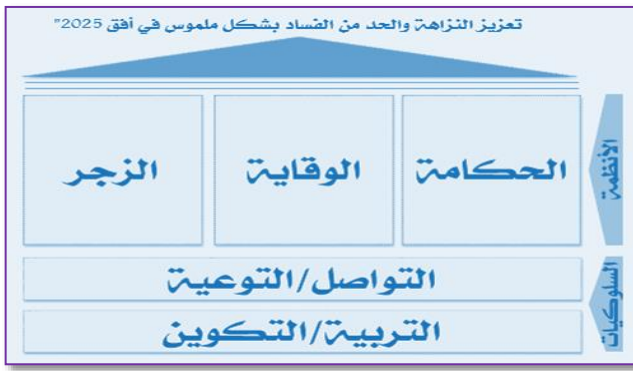 تعزيز النزاهة والحد من الفساد بشكل ملموس في أفق 2025"
الأنظمة
الحكامة
الوقاية
الزجر
السلوكيات
التواصل/التوعية
التربية/التكوين